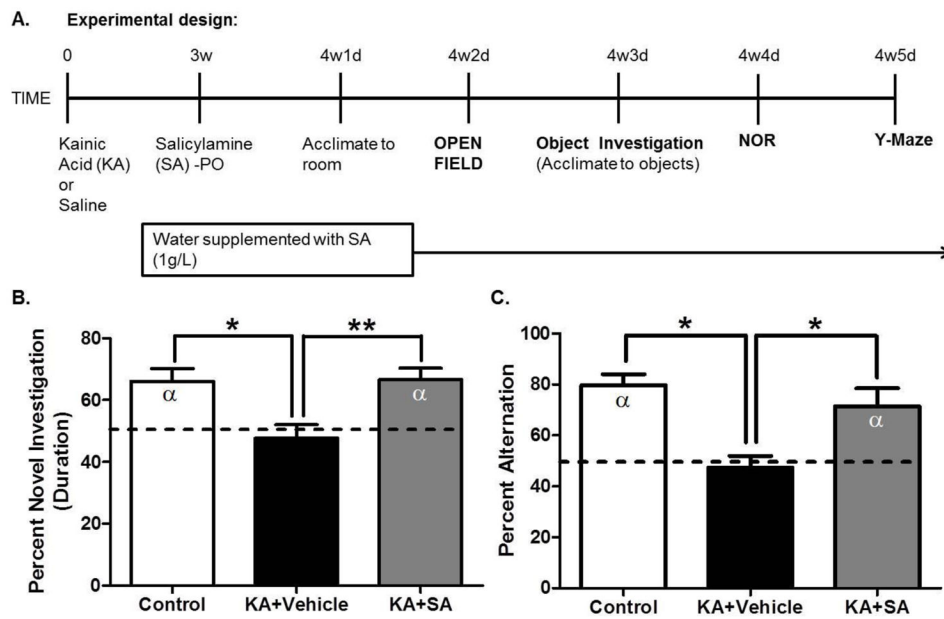 A. Experimental design:
0 3w 4w1d 4w2d 4w3d 4w4d 4w5d
TIME
Kainic
Acid (KA)
or
Saline
Salicylamine
(SA) -PO
Acclimate to
room
OPEN
FIELD
Object Investigation
(Acclimate to objects)
NOR
Y-Maze
Water supplemented with SA
(1g/L)
B.
Percent Novel Investigation
(Duration)
80
60
40
20
0
* **
α α
Control KA+Vehicle KA+SA
C.
Percent Alternation
100
80
60
40
20
0
* *
α α
Control KA+Vehicle KA+SA